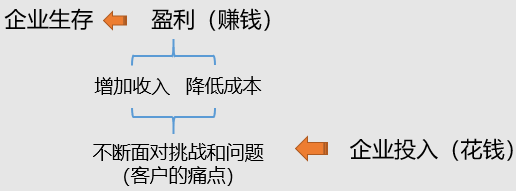 企业生存 盈利（赚钱）
增加收入 降低成本
不断面对挑战和问题 企业投入（花钱）
（客户的痛点）